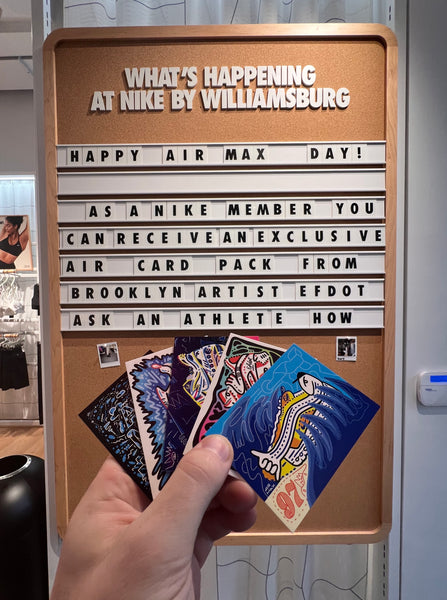 WHAT'S HAPPENING
AT NIKE BY WILLIAMSBURG
HAPPY AIR MAX DAY!
AS A NIKE MEMBER YOU
CAN RECEIVE AN EXCLUSIVE
AIR CARD PACK FROM
BROOKLYN ARTIST EFDOT
ASK AN ATHLETE HOW
97